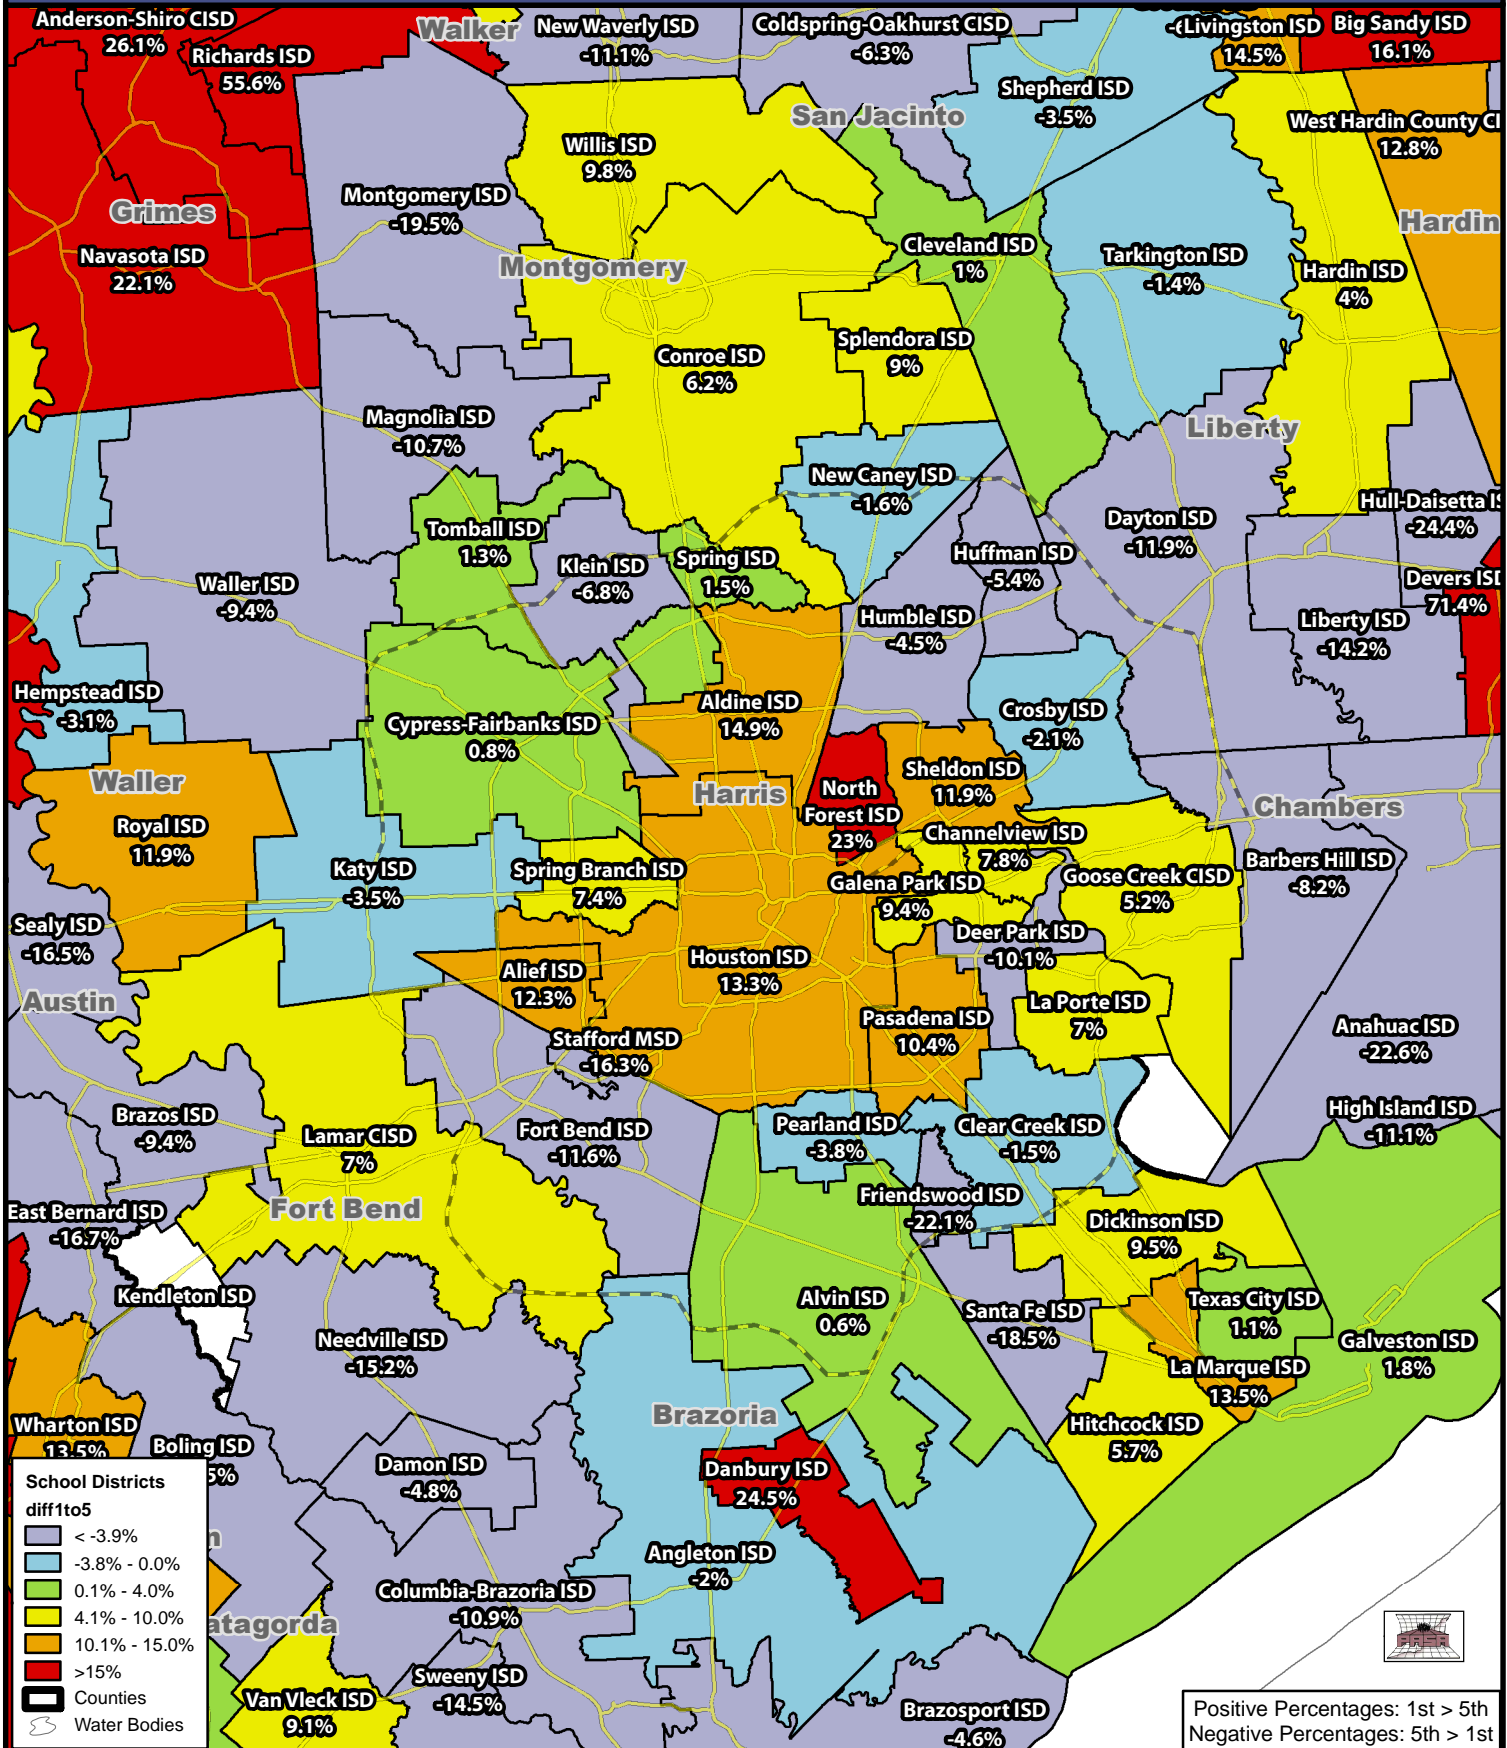 Anderson-Shiro CISD
26.1%
Richards ISD
55.6%
Walker
New Waverly ISD
-11.1%
Coldspring-Oakhurst CISD
-6.3%
Livingston ISD
14.5%
Big Sandy ISD
16.1%
Shepherd ISD
-3.5%
San Jacinto
West Hardin County CI
12.8%
Willis ISD
9.8%
Montgomery ISD
-19.5%
Grimes
Hardin
Navasota ISD
22.1%
Montgomery
Cleveland ISD
1%
Tarkington ISD
-1.4%
Hardin ISD
4%
Conroe ISD
6.2%
Splendora ISD
9%
Magnolia ISD
-10.7%
Liberty
New Caney ISD
-1.6%
Hull-Daisetta IS
-24.4%
Tomball ISD
1.3%
Dayton ISD
-11.9%
Klein ISD
-6.8%
Spring ISD
1.5%
Huffman ISD
-5.4%
Waller ISD
-9.4%
Devers ISD
71.4%
Humble ISD
-4.5%
Liberty ISD
-14.2%
Hempstead ISD
-3.1%
Cypress-Fairbanks ISD
0.8%
Aldine ISD
14.9%
Crosby ISD
-2.1%
Waller
Harris
North
Forest ISD
23%
Sheldon ISD
11.9%
Chambers
Royal ISD
11.9%
Channelview ISD
7.8%
Katy ISD
-3.5%
Spring Branch ISD
7.4%
Galena Park ISD
9.4%
Goose Creek CISD
5.2%
Barbers Hill ISD
-8.2%
Sealy ISD
-16.5%
Deer Park ISD
-10.1%
Alief ISD
12.3%
Houston ISD
13.3%
Austin
La Porte ISD
7%
Pasadena ISD
10.4%
Stafford MSD
-16.3%
Anahuac ISD
-22.6%
Brazos ISD
-9.4%
Lamar CISD
7%
Fort Bend ISD
-11.6%
Pearland ISD
-3.8%
Clear Creek ISD
-1.5%
High Island ISD
-11.1%
East Bernard ISD
-16.7%
Fort Bend
Friendswood ISD
-22.1%
Dickinson ISD
9.5%
Kendleton ISD
Alvin ISD
0.6%
Santa Fe ISD
-18.5%
Texas City ISD
1.1%
Needville ISD
-15.2%
Galveston ISD
1.8%
La Marque ISD
13.5%
Wharton ISD
13.5%
Brazoria
Hitchcock ISD
5.7%
Boling ISD
5%
Damon ISD
-4.8%
Danbury ISD
24.5%
Angleton ISD
-2%
Columbia-Brazoria ISD
-10.9%
n
atagorda
Sweeny ISD
-14.5%
Van Vleck ISD
9.1%
Brazosport ISD
-4.6%
School Districts
diff1to5
< -3.9%
-3.8% - 0.0%
0.1% - 4.0%
4.1% - 10.0%
10.1% - 15.0%
>15%
Counties
Water Bodies
Positive Percentages: 1st > 5th
Negative Percentages: 5th > 1st